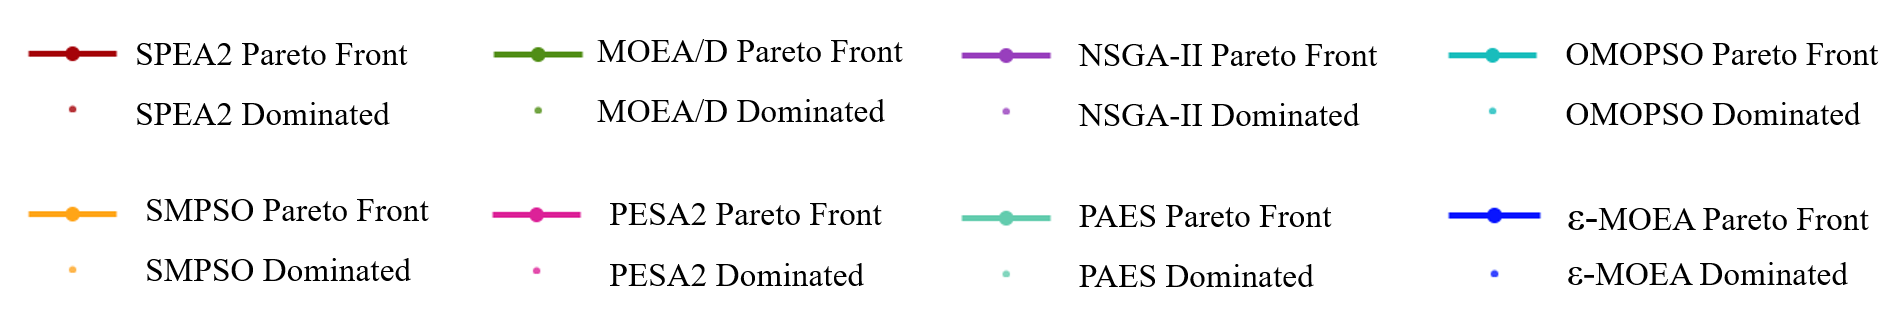 SPEA2 Pareto Front
SPEA2 Dominated
MOEA/D Pareto Front
MOEA/D Dominated
NSGA-II Pareto Front
NSGA-II Dominated
OMOPSO Pareto Front
OMOPSO Dominated
SMPSO Pareto Front
SMPSO Dominated
PESA2 Pareto Front
PESA2 Dominated
PAES Pareto Front
PAES Dominated
ε-MOEA Pareto Front
ε-MOEA Dominated